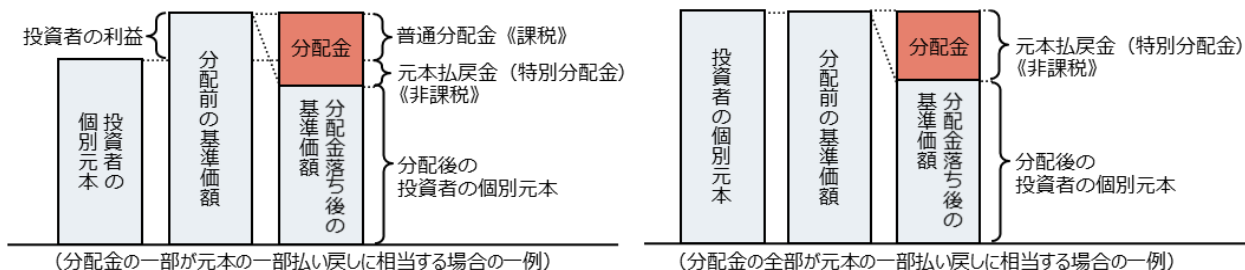 投資者の利益
投資者の
個別元本
分配前の基準価額
分配金
分配金落ち後の
基準価額
普通分配金《課税》
元本払戻金（特別分配金）
《非課税》
分配後の
投資者の個別元本
（分配金の一部が元本の一部払い戻しに相当する場合の一例）
投資者の個別元本
分配前の基準価額
分配金
分配金落ち後の
基準価額
元本払戻金（特別分配金）
《非課税》
分配後の
投資者の個別元本
（分配金の全部が元本の一部払い戻しに相当する場合の一例）